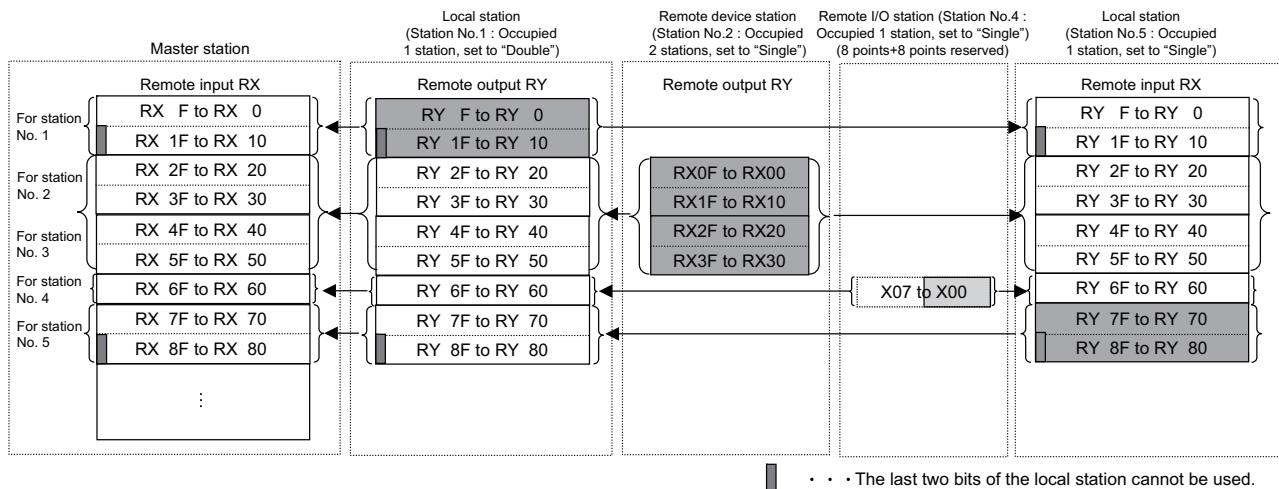 Master station
Local station
(Station No.1 : Occupied
1 station, set to “Double”)
Remote device station
(Station No.2 : Occupied
2 stations, set to “Single”)
Remote I/O station (Station No.4 :
Occupied 1 station, set to “Single”)
(8 points+8 points reserved)
Local station
(Station No.5 : Occupied
1 station, set to “Single”)
Remote input RX
For station
No. 1
RX F to RX 0
RX 1F to RX 10
For station
No. 2
RX 2F to RX 20
RX 3F to RX 30
For station
No. 3
RX 4F to RX 40
RX 5F to RX 50
For station
No. 4
RX 6F to RX 60
For station
No. 5
RX 7F to RX 70
RX 8F to RX 80
⋮
Remote output RY
RY F to RY 0
RY 1F to RY 10
RY 2F to RY 20
RY 3F to RY 30
RY 4F to RY 40
RY 5F to RY 50
RY 6F to RY 60
RY 7F to RY 70
RY 8F to RY 80
Remote output RY
RX0F to RX00
RX1F to RX10
RX2F to RX20
RX3F to RX30
X07 to X00
Remote input RX
RY F to RY 0
RY 1F to RY 10
RY 2F to RY 20
RY 3F to RY 30
RY 4F to RY 40
RY 5F to RY 50
RY 6F to RY 60
RY 7F to RY 70
RY 8F to RY 80
・・・The last two bits of the local station cannot be used.